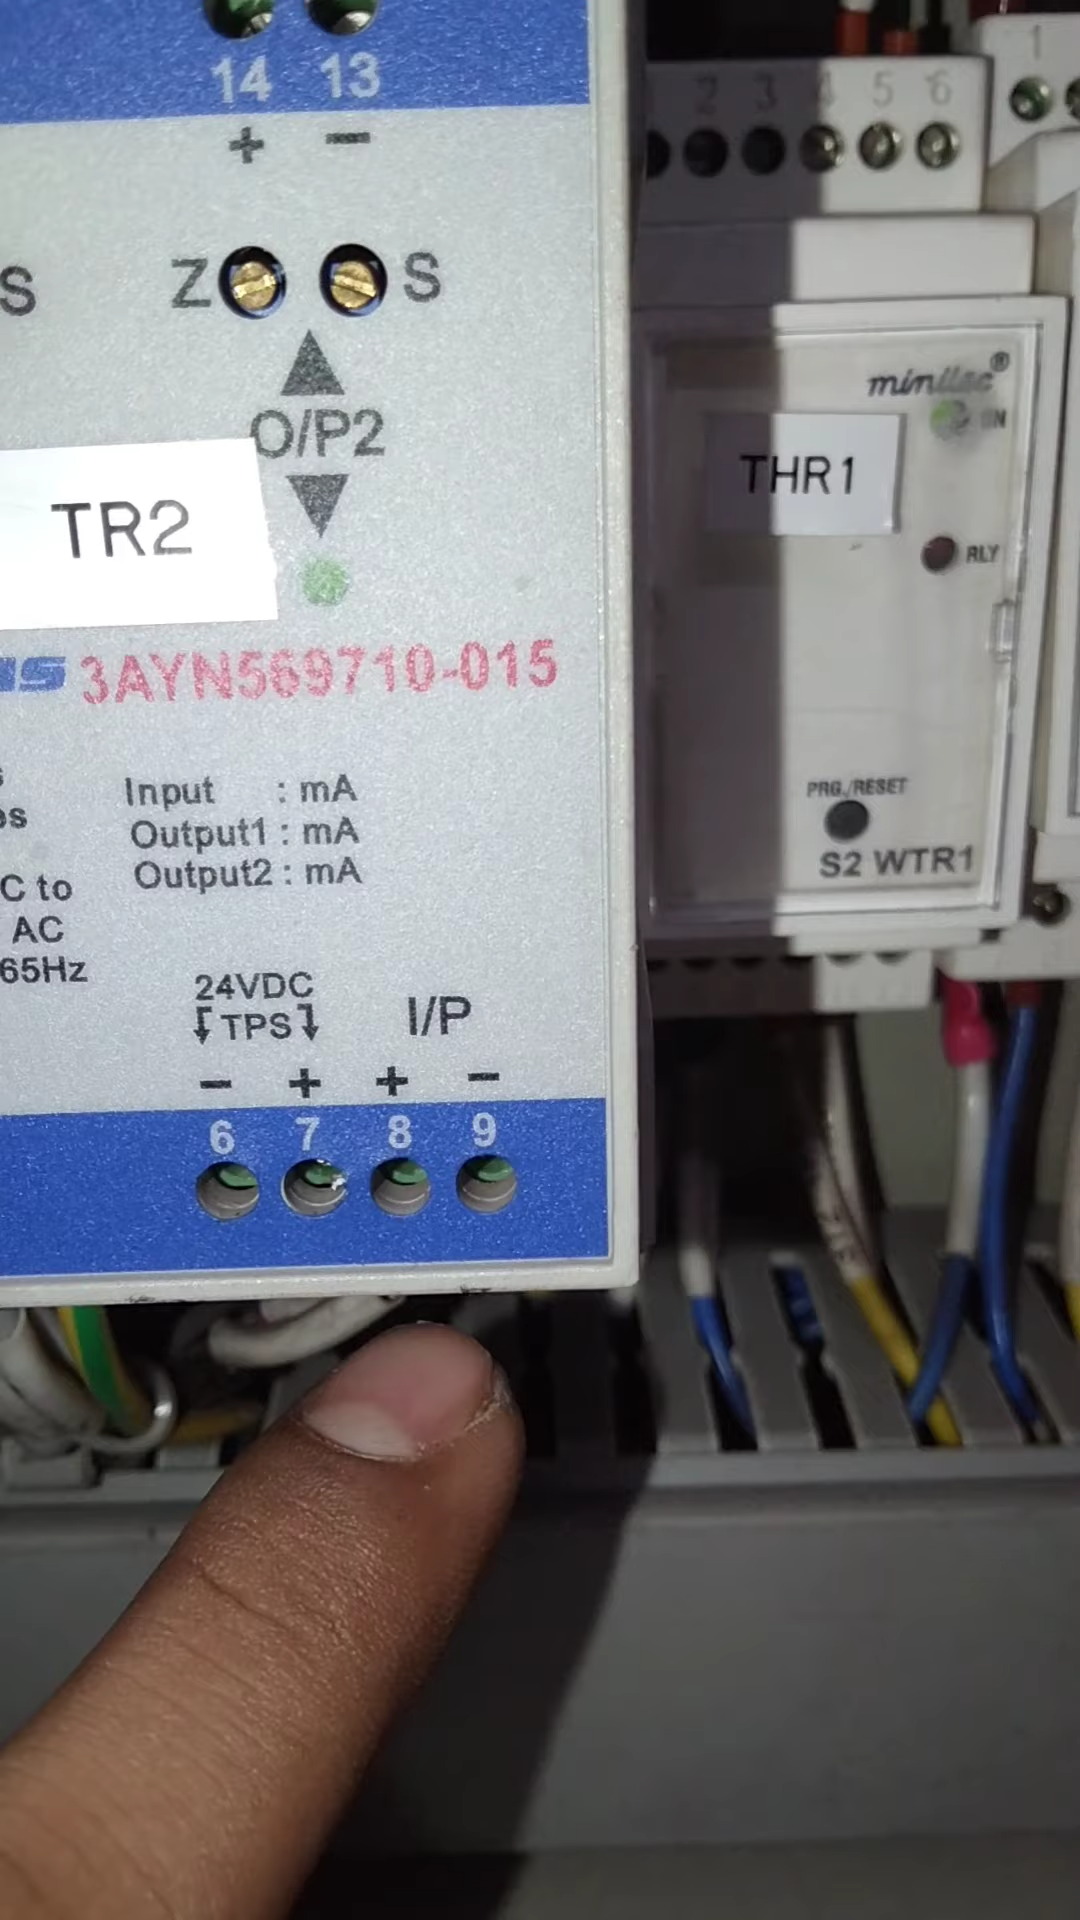 14 13
+ −
S
Z S
O/P2
TR2
3AYN569710-015
Input : mA
Output1 : mA
Output2 : mA
C to
AC
65Hz
24VDC
TPS
I/P
− + + −
6 7 8 9
2 3 4 5 6
1
minilec®
ON
THR1
RLY
PRG./RESET
S2 WTR1